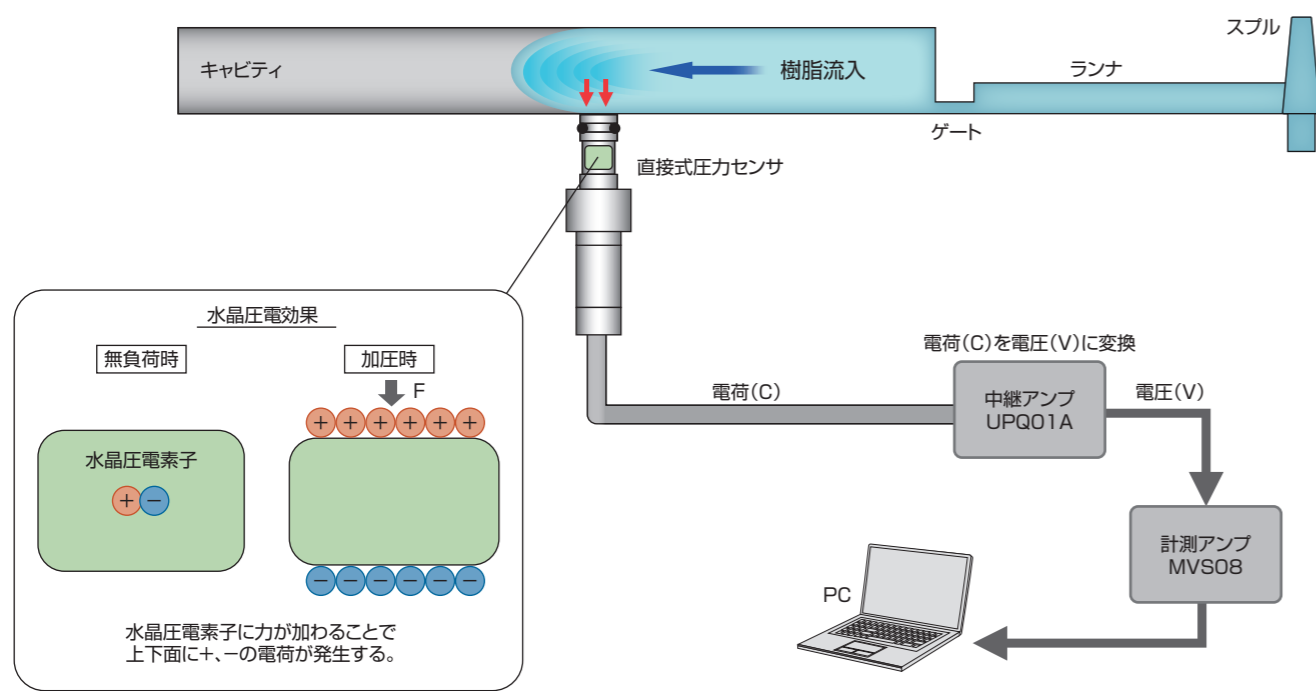 スプル
キャビティ
樹脂流入
ランナ
ゲート
直接式圧力センサ
水晶圧電効果
無負荷時
加圧時
F
++++++
水晶圧電素子
+−
−−−−−−
水晶圧電素子に力が加わることで
上下面に+、−の電荷が発生する。
電荷(C)を電圧(V)に変換
電荷(C)
中継アンプ
UPQ01A
電圧(V)
計測アンプ
MVS08
PC